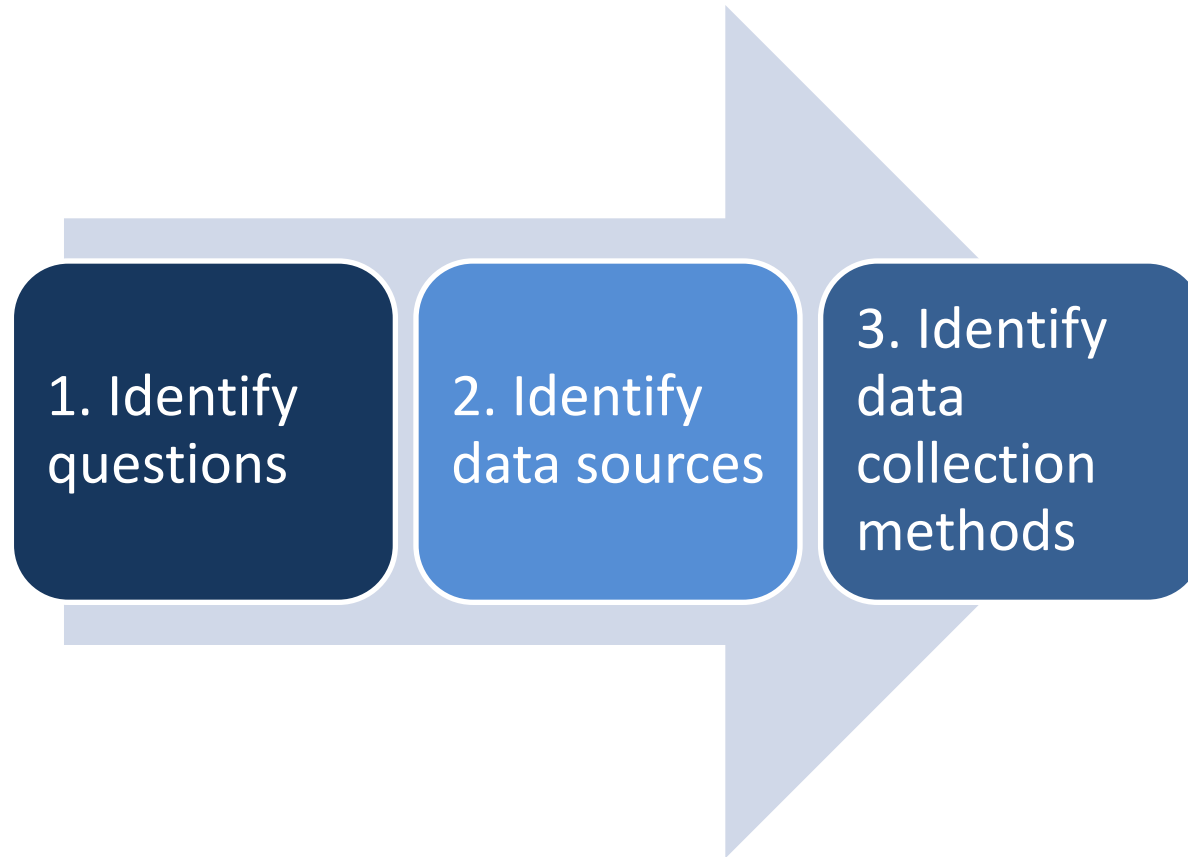 1. Identify
questions
2. Identify
data sources
3. Identify
data
collection
methods